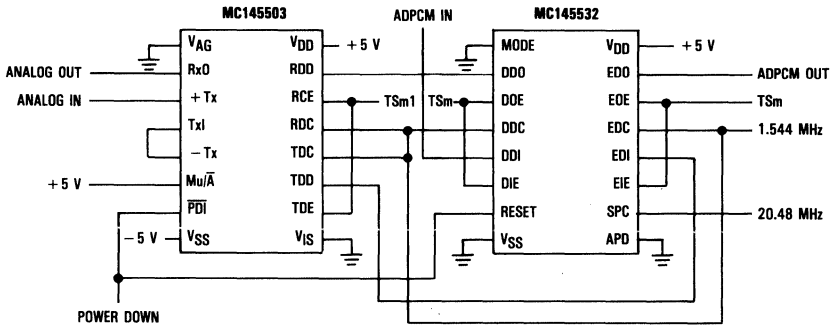 MC145503
ADPCM IN
MC145532
VAG
VDD
+5 V
MODE
VDD
+5 V
ANALOG OUT
RxO
RDD
DDO
EDO
ADPCM OUT
ANALOG IN
+Tx
RCE
TSm1
TSm
DOE
EOE
TSm
TxI
RDC
DDC
EDC
1.544 MHz
−Tx
TDC
DDI
EDI
+5 V
Mu/A̅
TDD
DIE
EIE
P̅D̅I̅
TDE
RESET
SPC
20.48 MHz
−5 V
VSS
VIS
VSS
APD
POWER DOWN